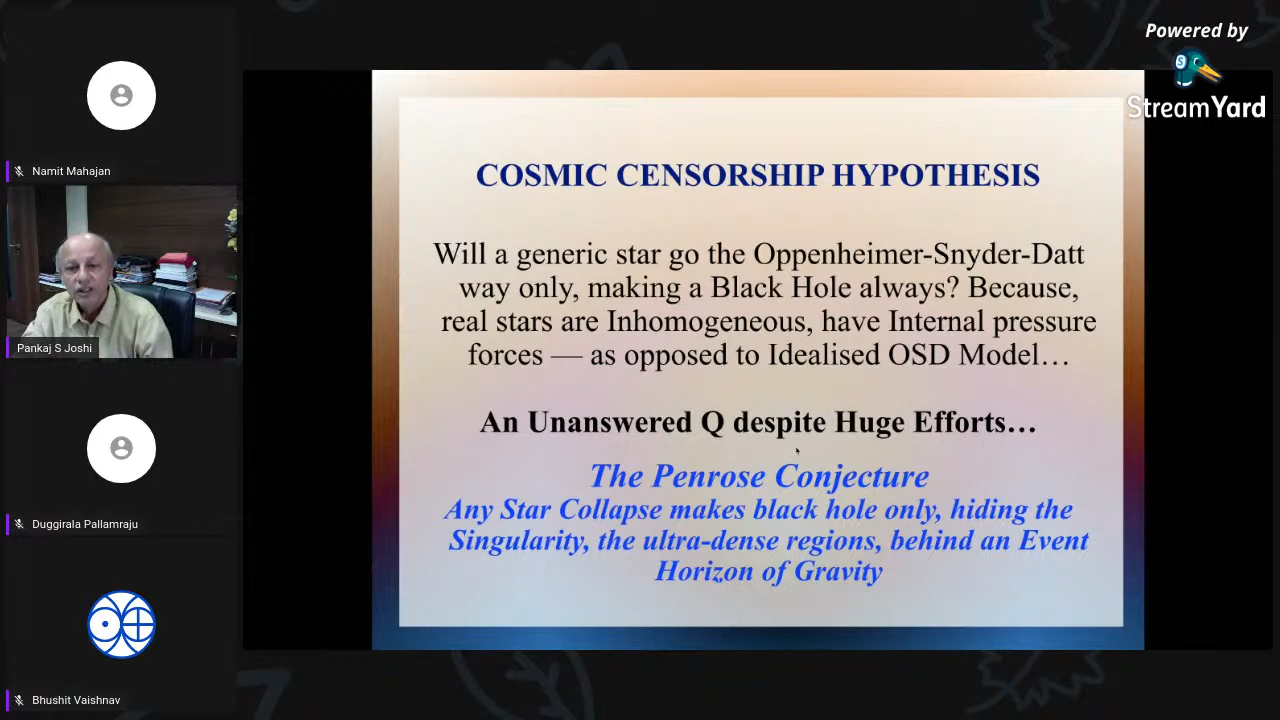 Powered by
StreamYard
Namit Mahajan
Pankaj S Joshi
Duggirala Pallamraju
Bhushit Vaishnav
COSMIC CENSORSHIP HYPOTHESIS
Will a generic star go the Oppenheimer-Snyder-Datt
way only, making a Black Hole always? Because,
real stars are Inhomogeneous, have Internal pressure
forces — as opposed to Idealised OSD Model…
An Unanswered Q despite Huge Efforts…
The Penrose Conjecture
Any Star Collapse makes black hole only, hiding the
Singularity, the ultra-dense regions, behind an Event
Horizon of Gravity